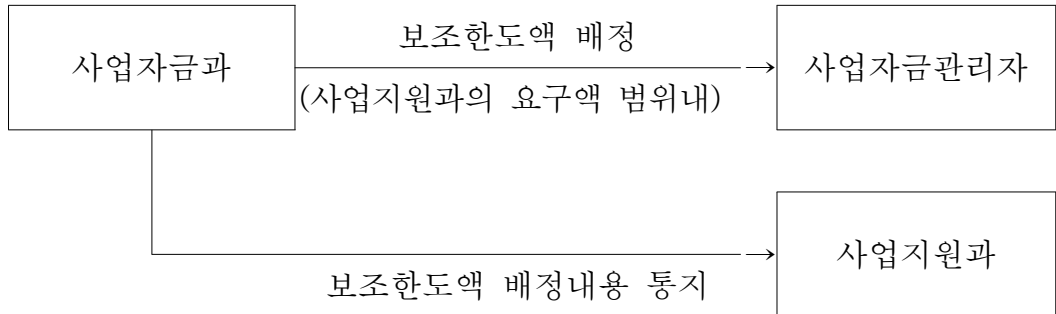 사업자금과
보조한도액 배정
(사업지원과의 요구액 범위내)
사업자금관리자
보조한도액 배정내용 통지
사업지원과